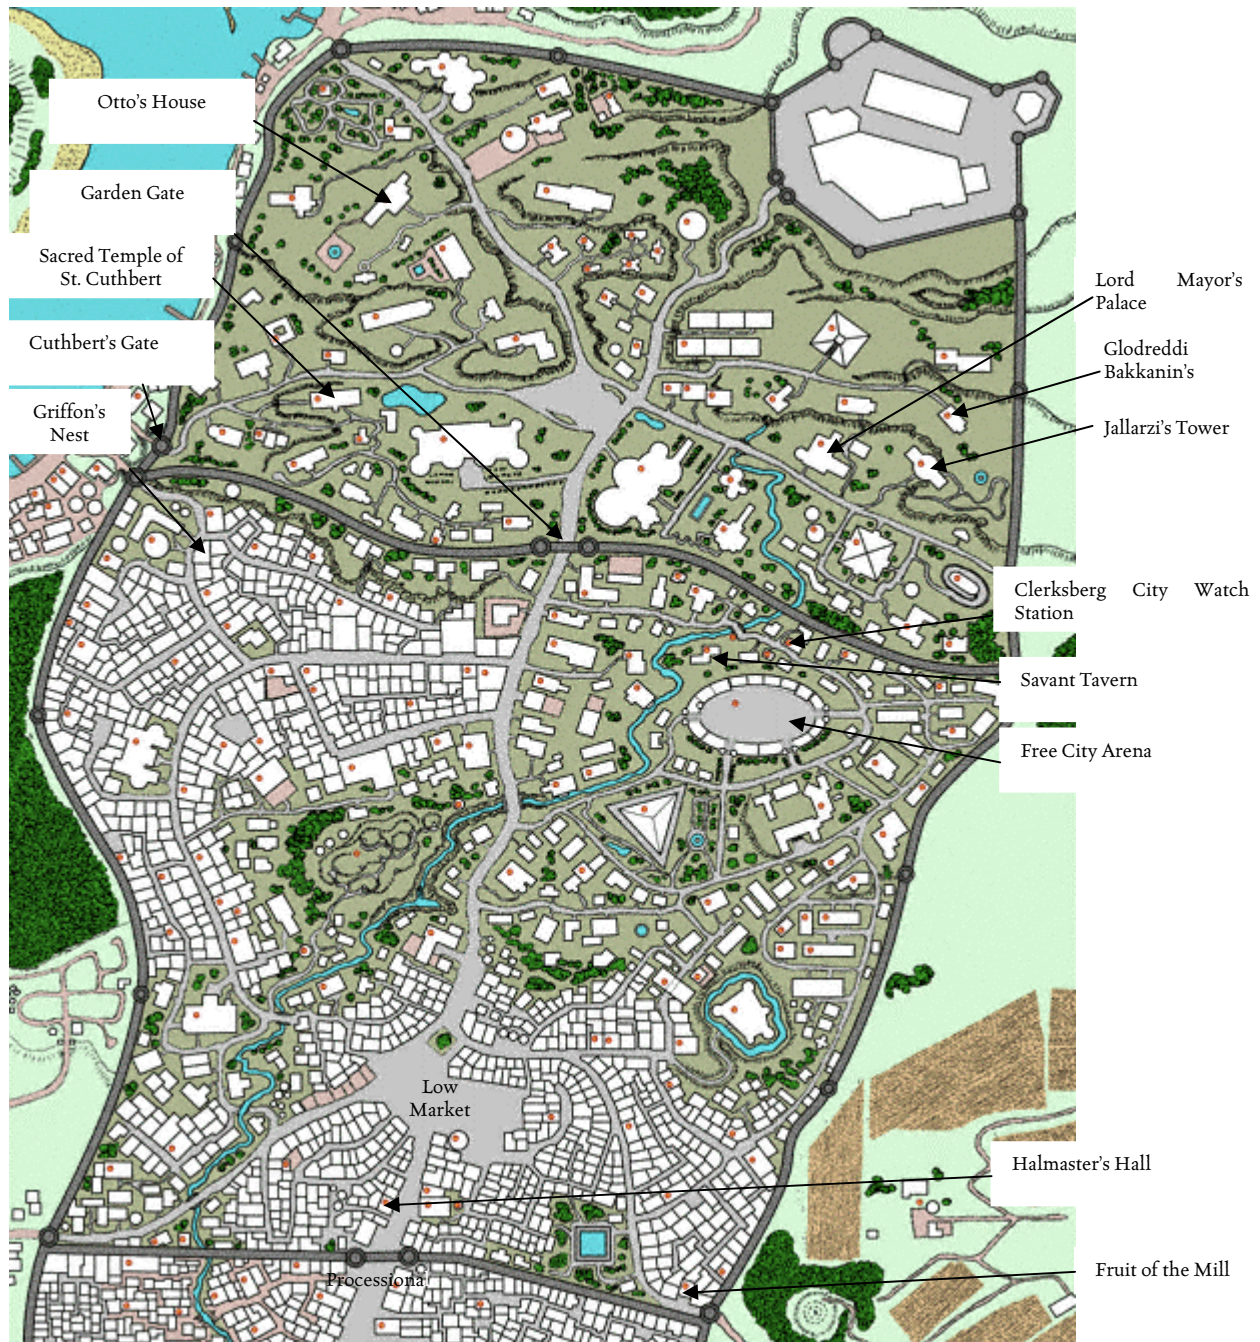 Otto's House
Garden Gate
Sacred Temple of
St. Cuthbert
Cuthbert's Gate
Griffon's
Nest
Lord Mayor's
Palace
Glodreddi
Bakkanin's
Jallarzi's Tower
Clerksberg City Watch
Station
Savant Tavern
Free City Arena
Low
Market
Halmaster's Hall
Processiona
Fruit of the Mill